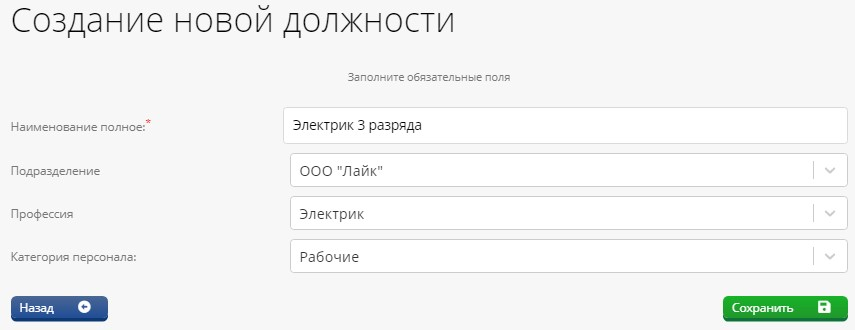 Создание новой должности
Заполните обязательные поля
Наименование полное:* Электрик 3 разряда
Подразделение ООО "Лайк"
Профессия Электрик
Категория персонала: Рабочие
Назад Сохранить